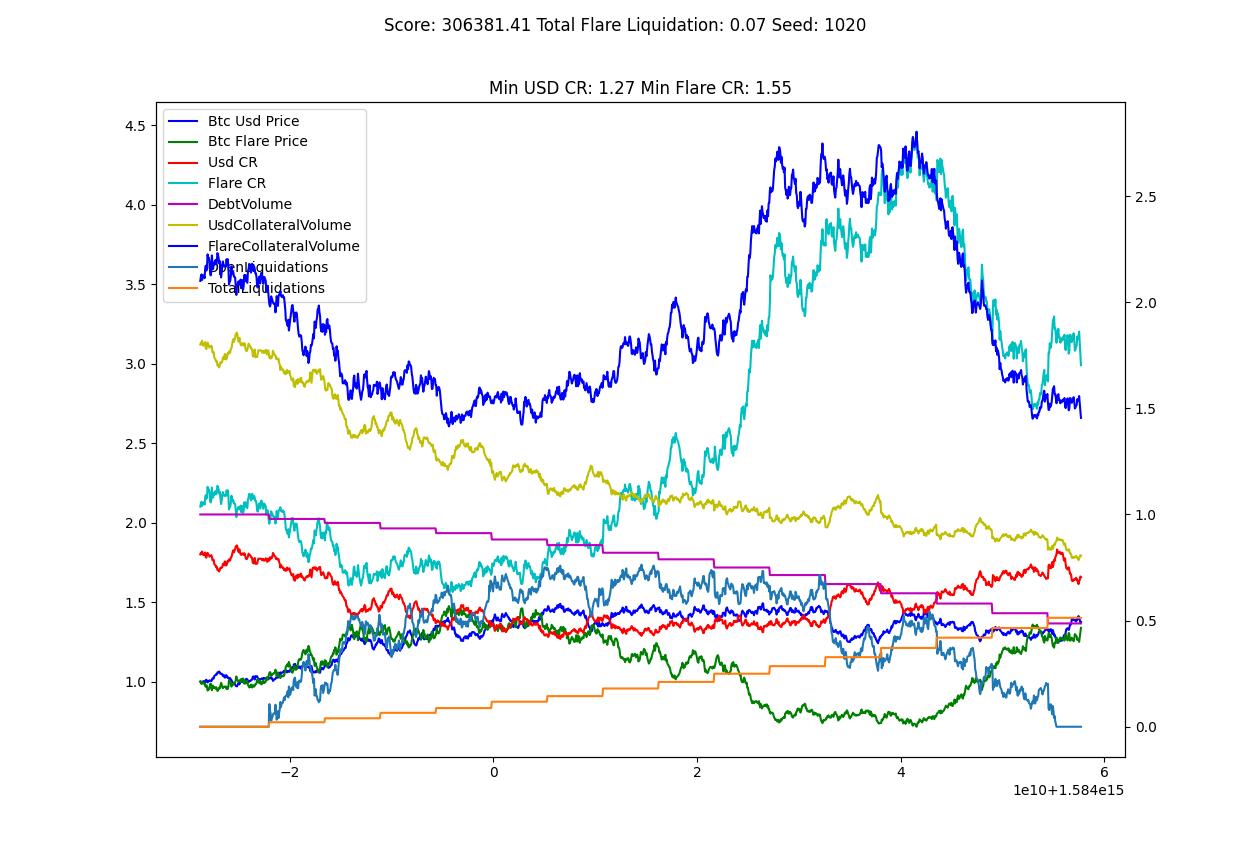 Score: 306381.41 Total Flare Liquidation: 0.07 Seed: 1020
Min USD CR: 1.27 Min Flare CR: 1.55
Btc Usd Price
Btc Flare Price
Usd CR
Flare CR
DebtVolume
UsdCollateralVolume
FlareCollateralVolume
OpenLiquidations
TotalLiquidations
4.5
4.0
3.5
3.0
2.5
2.0
1.5
1.0
2.5
2.0
1.5
1.0
0.5
0.0
−2
0
2
4
6
1e10+1.584e15